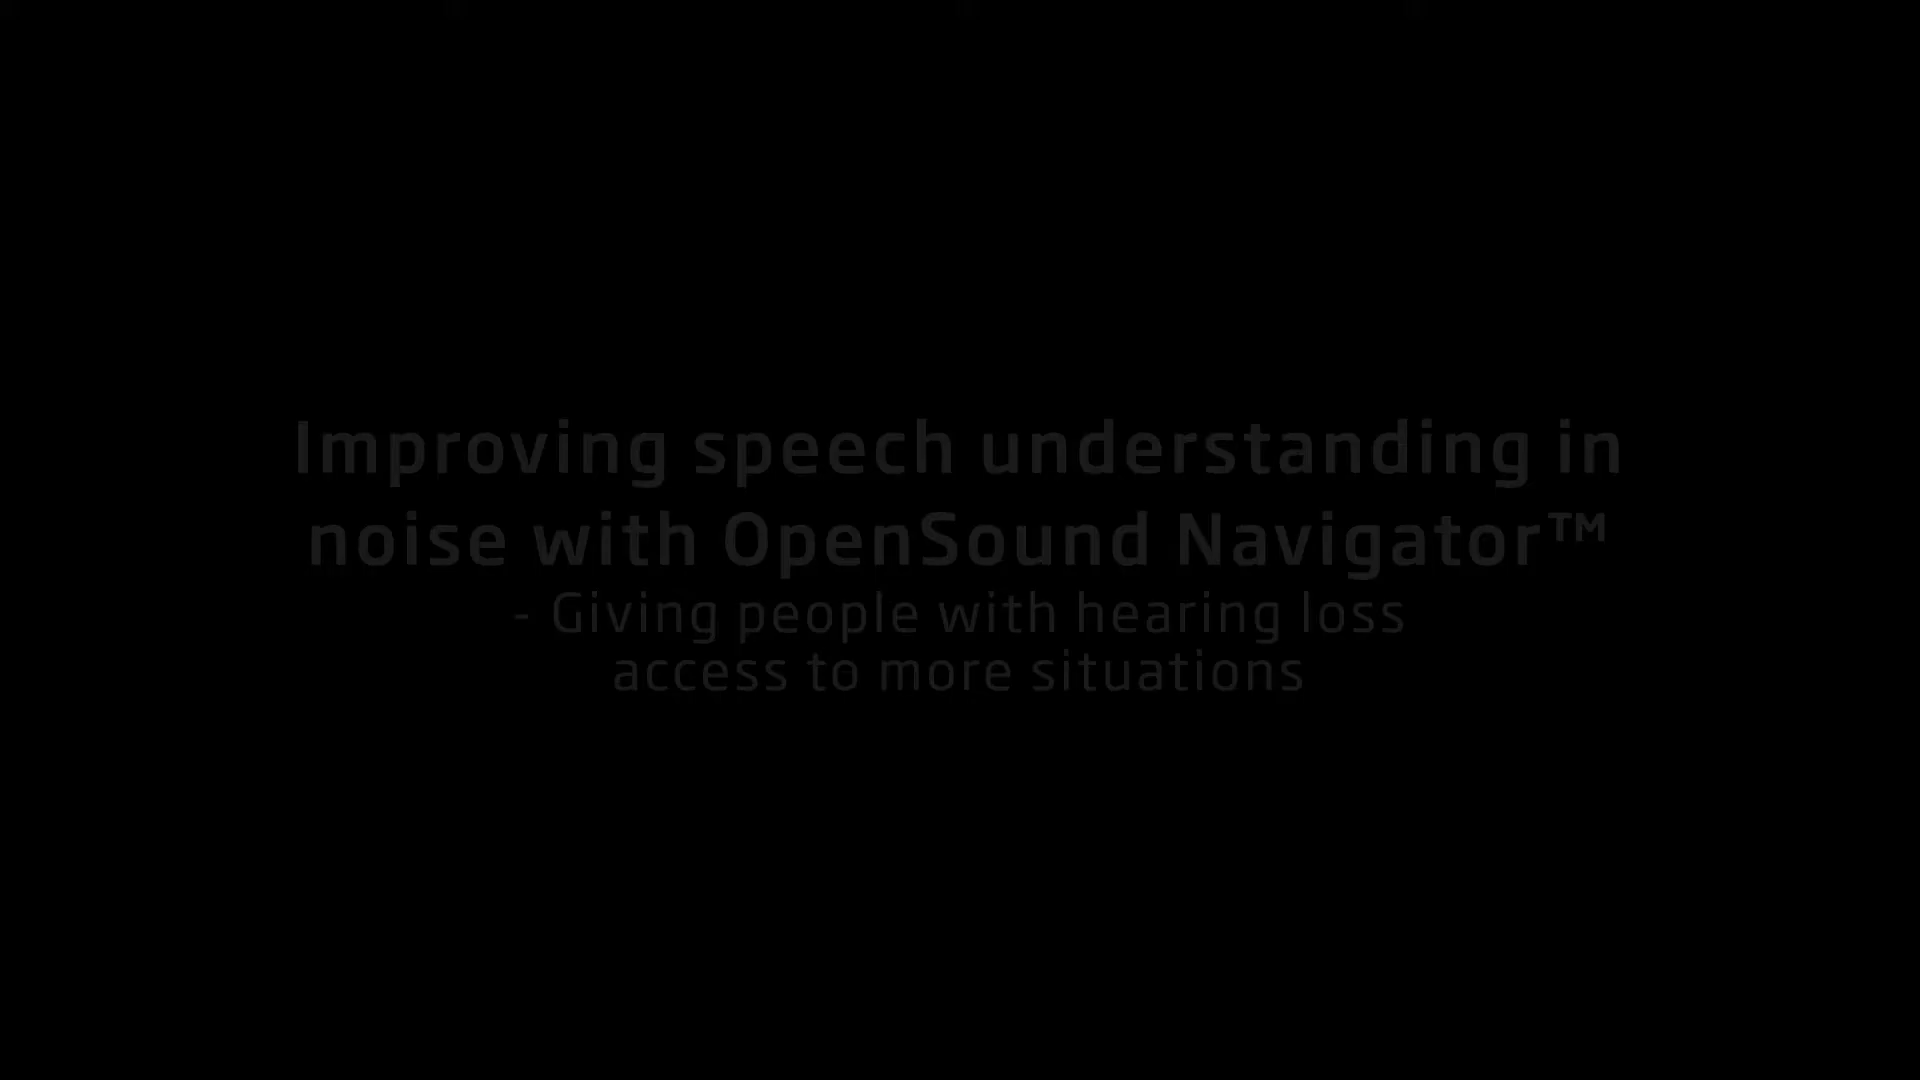 Improving speech understanding in
noise with OpenSound Navigator™
- Giving people with hearing loss
access to more situations